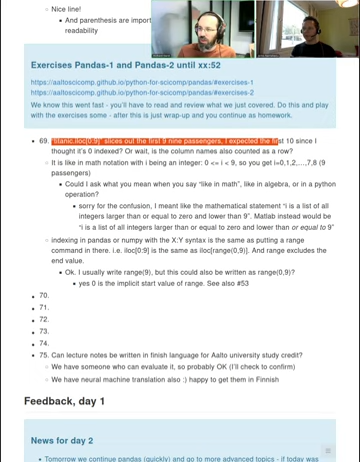 Nice line!
And parenthesis are import
readability
Exercises Pandas-1 and Pandas-2 until xx:52
https://aaltoscicomp.github.io/python-for-scicomp/pandas/#exercises-1
https://aaltoscicomp.github.io/python-for-scicomp/pandas/#exercises-2
We know this went fast - you'll have to read and review what we just covered. Do this and play
with the exercises some - after this is just wrap-up and you continue as homework.
69. "titanic.iloc[0:9]" slices out the first 9 nine passengers, I expected the first 10 since I
thought it's 0 indexed? Or wait, is the column names also counted as a row?
It is like in math notation with i being an integer: 0 <= i < 9, so you get i=0,1,2,...,7,8 (9
passengers)
Could I ask what you mean when you say "like in math", like in algebra, or in a python
operation?
sorry for the confusion, I meant like the mathematical statement "i is a list of all
integers larger than or equal to zero and lower than 9". Matlab instead would be
"i is a list of all integers larger than or equal to zero and lower than or equal to 9"
indexing in pandas or numpy with the X:Y syntax is the same as putting a range
command in there. i.e. iloc[0:9] is the same as iloc[range(0,9)]. And range excludes the
end value.
Ok. I usually write range(9), but this could also be written as range(0,9)?
yes 0 is the implicit start value of range. See also #53
70.
71.
72.
73.
74.
75. Can lecture notes be written in finish language for Aalto university study credit?
We have someone who can evaluate it, so probably OK (I'll check to confirm)
We have neural machine translation also :) happy to get them in Finnish
Feedback, day 1
News for day 2
Tomorrow we continue pandas (quickly) and go to more advanced topics - if today was